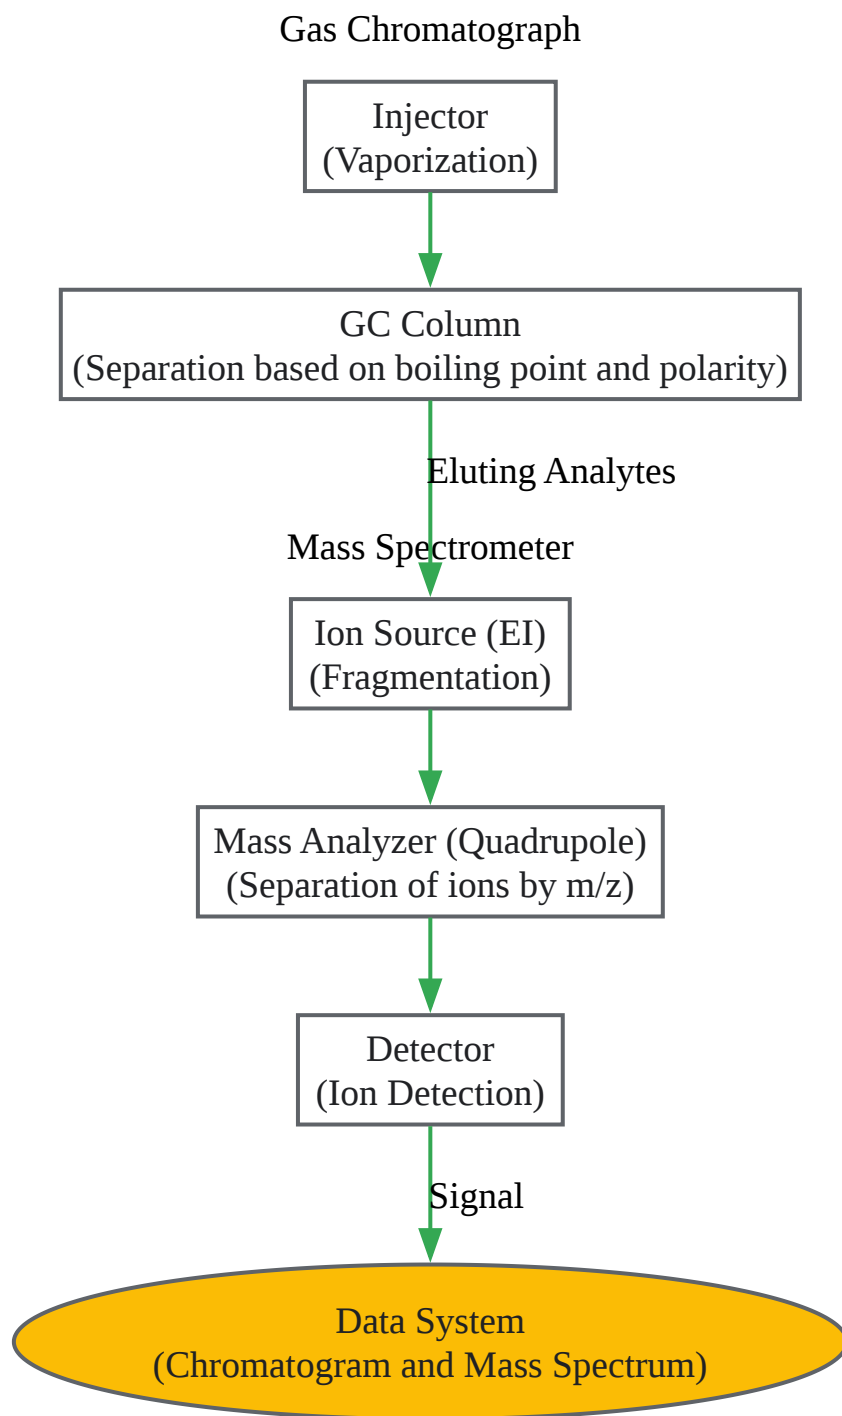 Gas Chromatograph
Injector
(Vaporization)
GC Column
(Separation based on boiling point and polarity)
Eluting Analytes
Mass Spectrometer
Ion Source (EI)
(Fragmentation)
Mass Analyzer (Quadrupole)
(Separation of ions by m/z)
Detector
(Ion Detection)
Signal
Data System
(Chromatogram and Mass Spectrum)